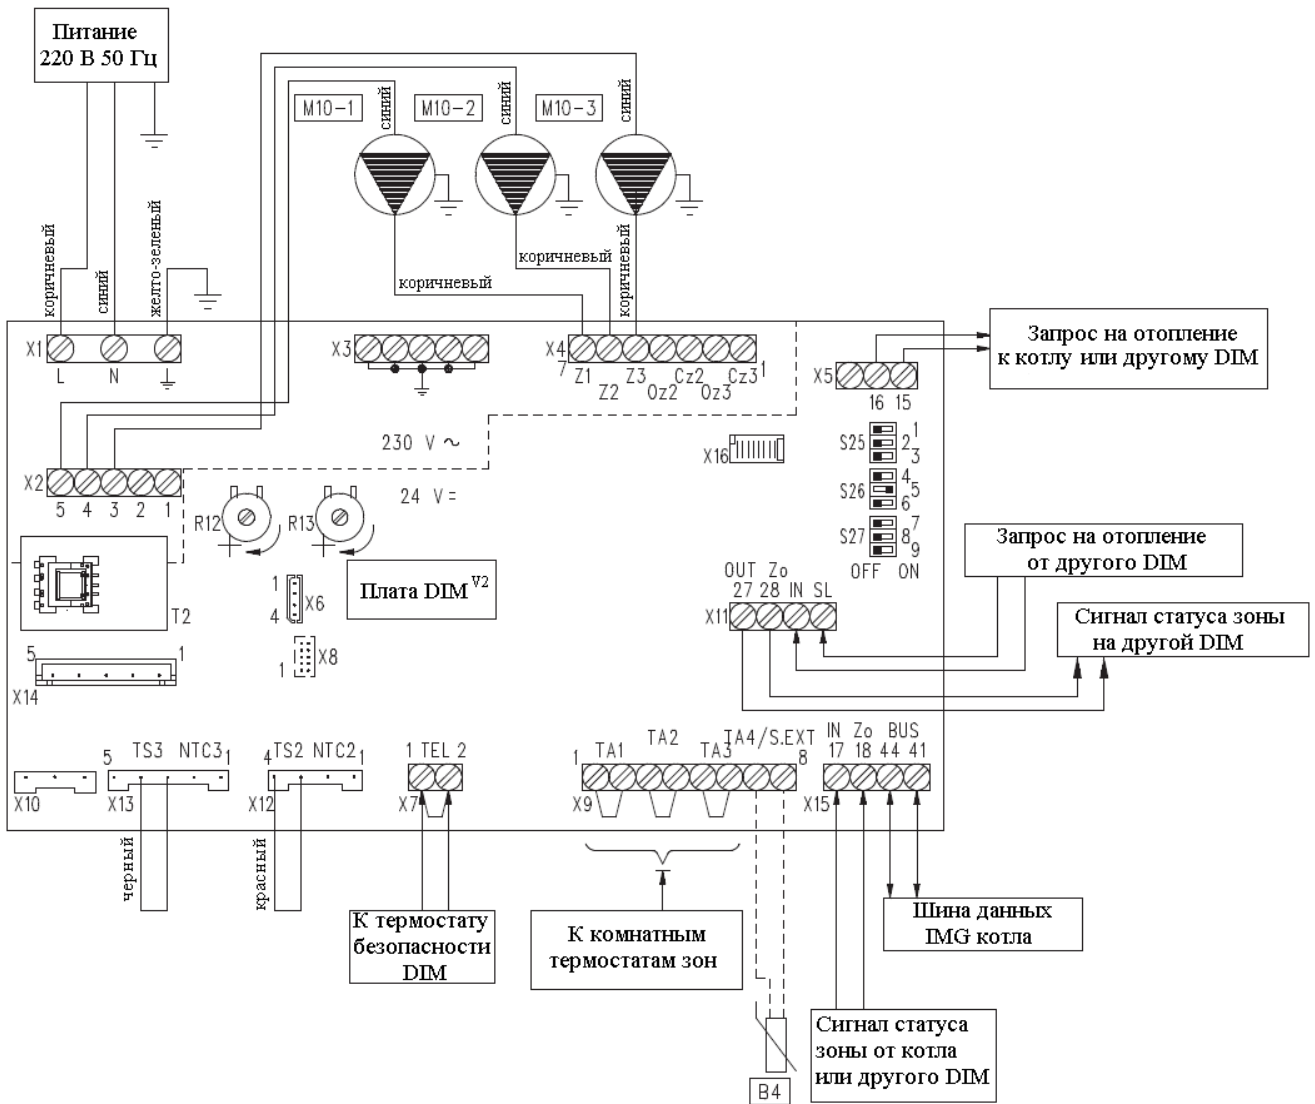 Питание
220 В 50 Гц
M10-1
M10-2
M10-3
синий
синий
синий
синий
коричневый
синий
желто-зеленый
коричневый
коричневый
коричневый
X1
L N
X3
X4
7 Z1 Z3 Cz2 Cz3 1
Z2 Oz2 Oz3
X5
16 15
Запрос на отопление
к котлу или другому DIM
230 V ~
24 V =
X16
S25
1
2
3
S26
4
5
6
S27
7
8
9
OFF ON
X2
5 4 3 2 1
R12
R13
T2
1
4
X6
1
X8
Плата DIM V2
5 1
X14
OUT Zo
27 28 IN SL
X11
Запрос на отопление
от другого DIM
Сигнал статуса зоны
на другой DIM
X10
5 TS3 NTC3 1
X13
4 TS2 NTC2 1
X12
1 TEL 2
X7
1 TA1 TA2 TA3 TA4/S.EXT 8
X9
IN Zo BUS
17 18 44 41
X15
черный
красный
К термостату
безопасности
DIM
К комнатным
термостатам зон
Шина данных
IMG котла
Сигнал статуса
зоны от котла
или другого DIM
B4